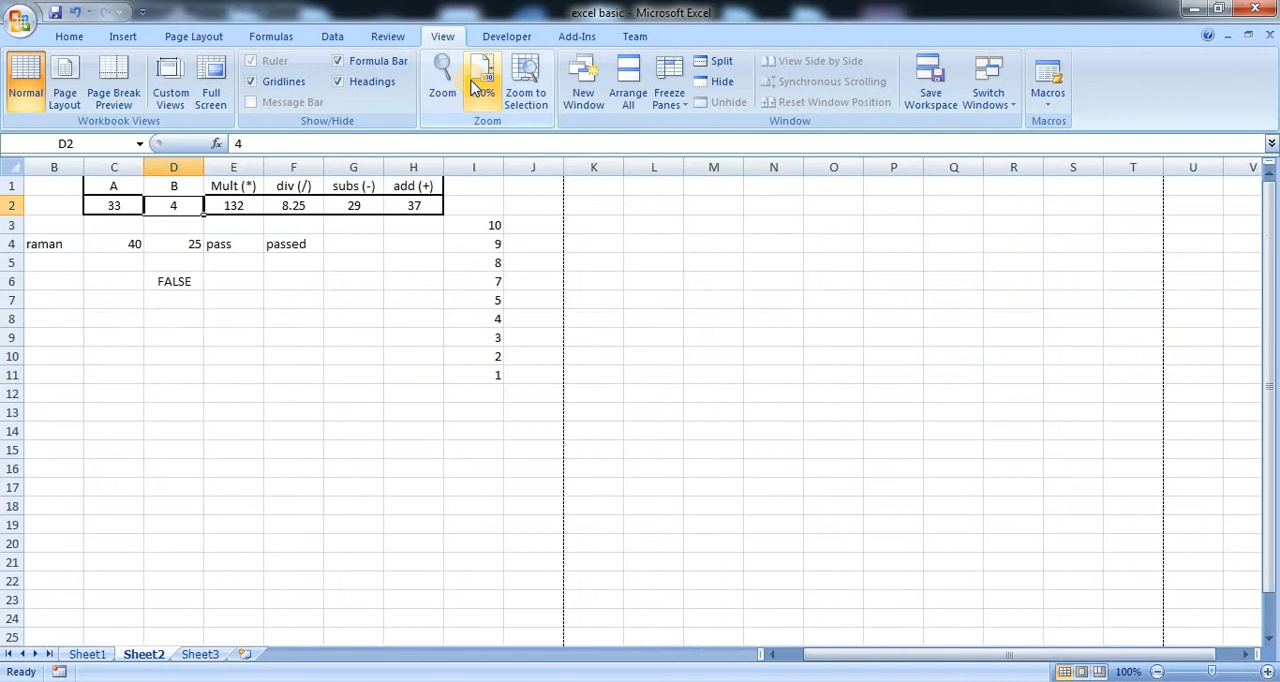 excel basic - Microsoft Excel
Home Insert Page Layout Formulas Data Review View Developer Add-Ins Team
Normal
Page Layout
Page Break Preview
Custom Views
Full Screen
Workbook Views
Ruler
Gridlines
Message Bar
Formula Bar
Headings
Show/Hide
Zoom
Zoom to Selection
Zoom
New Window
Arrange All
Freeze Panes
Split
Hide
Unhide
View Side by Side
Synchronous Scrolling
Reset Window Position
Save Workspace
Switch Windows
Window
Macros
Macros
D2 fx 4
B C D E F G H I J K L M N O P Q R S T U V
1 A B Mult (*) div (/) subs (-) add (+)
2 33 4 132 8.25 29 37
3 10
4 raman 40 25 pass passed 9
5 8
6 FALSE 7
7 5
8 4
9 3
10 2
11 1
12
13
14
15
16
17
18
19
20
21
22
23
24
25
Sheet1 Sheet2 Sheet3
Ready 100%